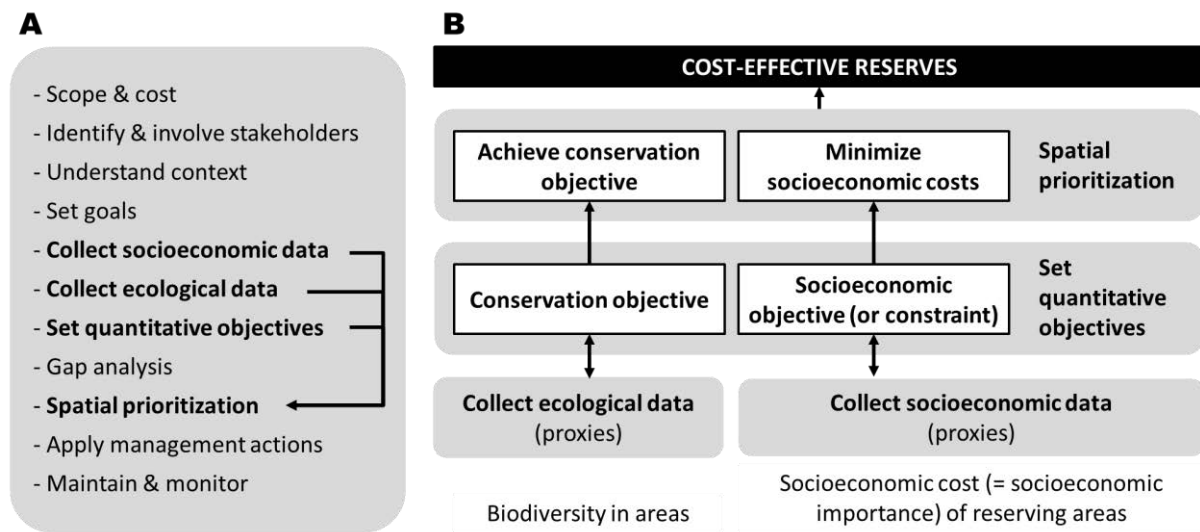 A
- Scope & cost
- Identify & involve stakeholders
- Understand context
- Set goals
- Collect socioeconomic data
- Collect ecological data
- Set quantitative objectives
- Gap analysis
- Spatial prioritization
- Apply management actions
- Maintain & monitor
B
COST-EFFECTIVE RESERVES
Achieve conservation
objective
Minimize
socioeconomic costs
Spatial
prioritization
Conservation objective
Socioeconomic
objective (or constraint)
Set
quantitative
objectives
Collect ecological data
(proxies)
Collect socioeconomic data
(proxies)
Biodiversity in areas
Socioeconomic cost (= socioeconomic
importance) of reserving areas